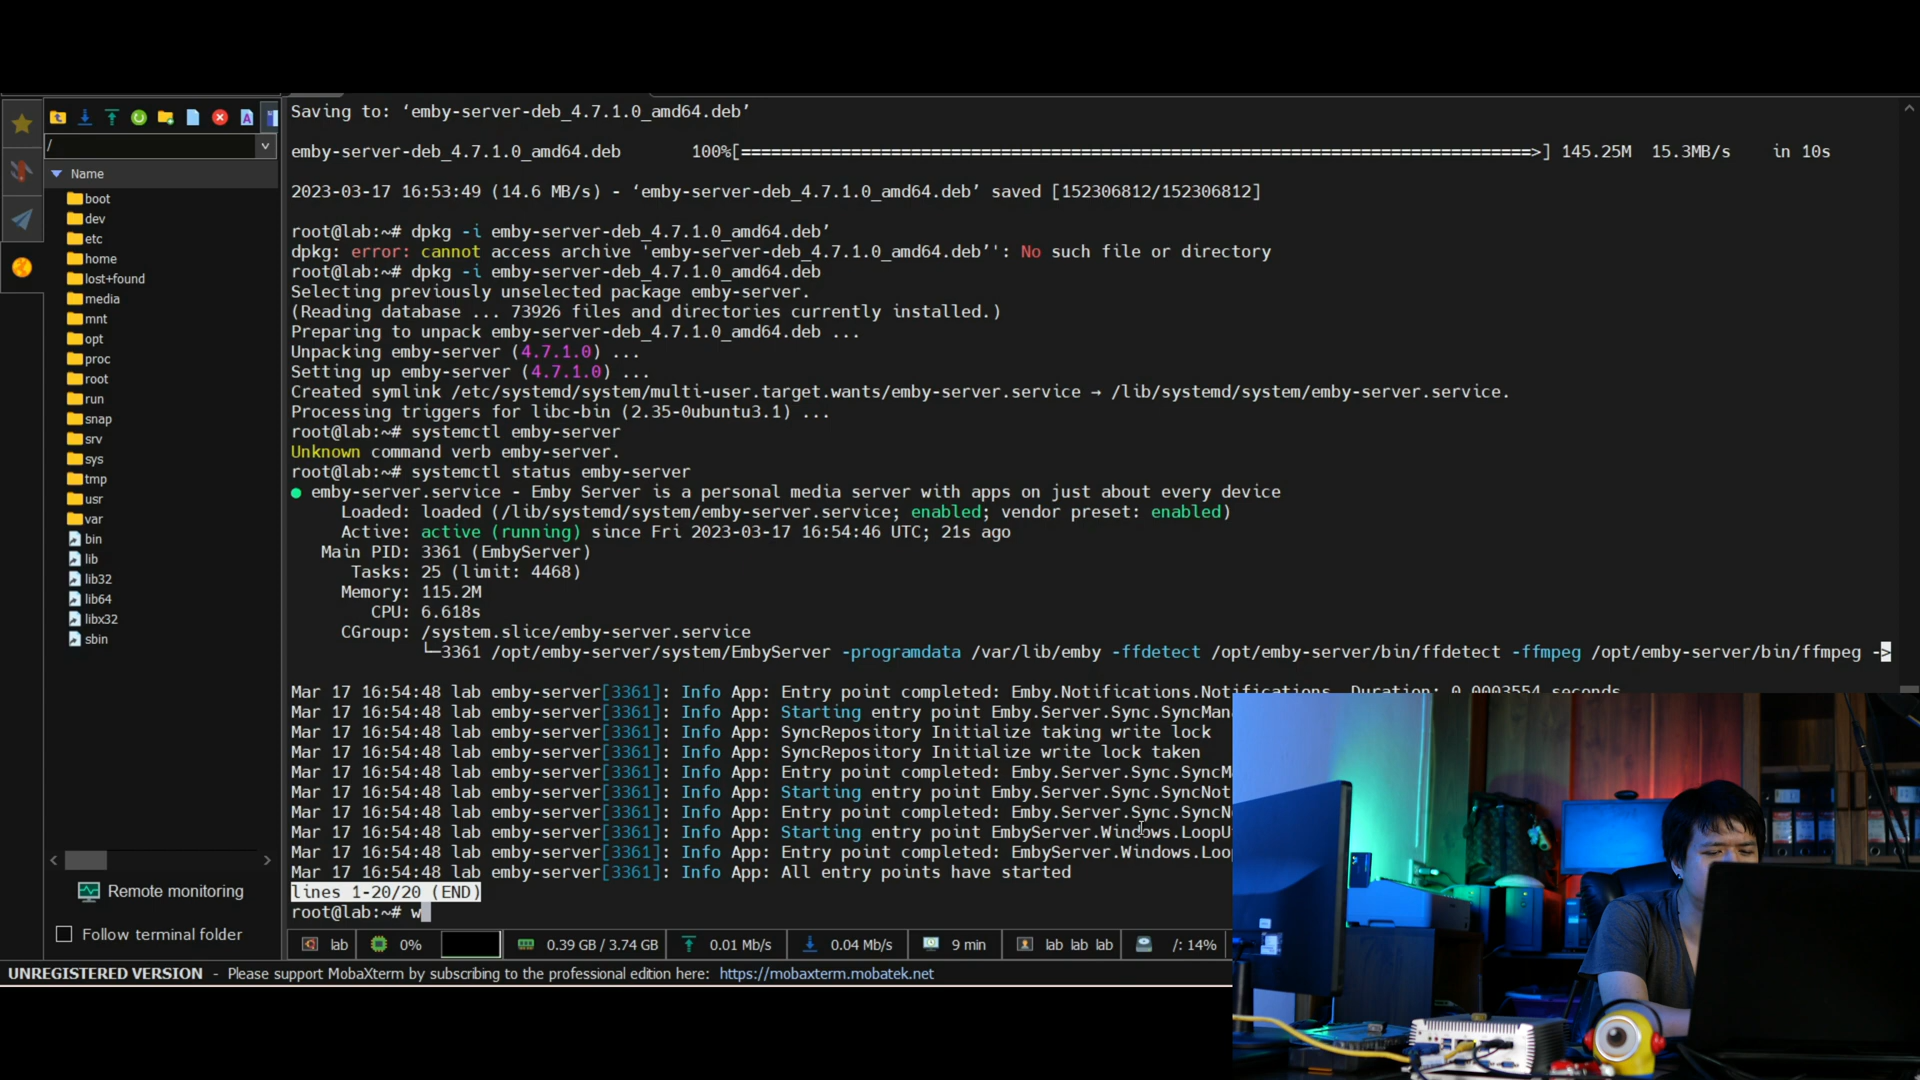 /
Name
boot
dev
etc
home
lost+found
media
mnt
opt
proc
root
run
snap
srv
sys
tmp
usr
var
bin
lib
lib32
lib64
libx32
sbin
Remote monitoring
Follow terminal folder
Saving to: ‘emby-server-deb_4.7.1.0_amd64.deb’
emby-server-deb_4.7.1.0_amd64.deb 100%[===============================================================================>] 145.25M 15.3MB/s in 10s
2023-03-17 16:53:49 (14.6 MB/s) - ‘emby-server-deb_4.7.1.0_amd64.deb’ saved [152306812/152306812]
root@lab:~# dpkg -i emby-server-deb_4.7.1.0_amd64.deb’
dpkg: error: cannot access archive 'emby-server-deb_4.7.1.0_amd64.deb’': No such file or directory
root@lab:~# dpkg -i emby-server-deb_4.7.1.0_amd64.deb
Selecting previously unselected package emby-server.
(Reading database ... 73926 files and directories currently installed.)
Preparing to unpack emby-server-deb_4.7.1.0_amd64.deb ...
Unpacking emby-server (4.7.1.0) ...
Setting up emby-server (4.7.1.0) ...
Created symlink /etc/systemd/system/multi-user.target.wants/emby-server.service → /lib/systemd/system/emby-server.service.
Processing triggers for libc-bin (2.35-0ubuntu3.1) ...
root@lab:~# systemctl emby-server
Unknown command verb emby-server.
root@lab:~# systemctl status emby-server
● emby-server.service - Emby Server is a personal media server with apps on just about every device
Loaded: loaded (/lib/systemd/system/emby-server.service; enabled; vendor preset: enabled)
Active: active (running) since Fri 2023-03-17 16:54:46 UTC; 21s ago
Main PID: 3361 (EmbyServer)
Tasks: 25 (limit: 4468)
Memory: 115.2M
CPU: 6.618s
CGroup: /system.slice/emby-server.service
└─3361 /opt/emby-server/system/EmbyServer -programdata /var/lib/emby -ffdetect /opt/emby-server/bin/ffdetect -ffmpeg /opt/emby-server/bin/ffmpeg ->
Mar 17 16:54:48 lab emby-server[3361]: Info App: Entry point completed: Emby.Notifications.Notifications. Duration: 0.0003554 seconds
Mar 17 16:54:48 lab emby-server[3361]: Info App: Starting entry point Emby.Server.Sync.SyncMan
Mar 17 16:54:48 lab emby-server[3361]: Info App: SyncRepository Initialize taking write lock
Mar 17 16:54:48 lab emby-server[3361]: Info App: SyncRepository Initialize write lock taken
Mar 17 16:54:48 lab emby-server[3361]: Info App: Entry point completed: Emby.Server.Sync.SyncM
Mar 17 16:54:48 lab emby-server[3361]: Info App: Starting entry point Emby.Server.Sync.SyncNot
Mar 17 16:54:48 lab emby-server[3361]: Info App: Entry point completed: Emby.Server.Sync.SyncN
Mar 17 16:54:48 lab emby-server[3361]: Info App: Starting entry point EmbyServer.Windows.LoopU
Mar 17 16:54:48 lab emby-server[3361]: Info App: Entry point completed: EmbyServer.Windows.Loo
Mar 17 16:54:48 lab emby-server[3361]: Info App: All entry points have started
lines 1-20/20 (END)
root@lab:~# w
lab 0% 0.39 GB / 3.74 GB 0.01 Mb/s 0.04 Mb/s 9 min lab lab lab /: 14%
UNREGISTERED VERSION - Please support MobaXterm by subscribing to the professional edition here: https://mobaxterm.mobatek.net